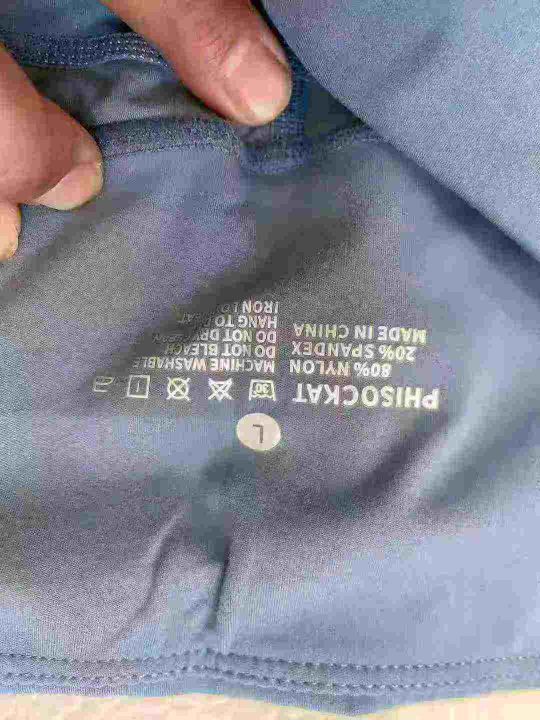 L
PHISOCKAT
80% NYLON
20% SPANDEX
MADE IN CHINA
30
MACHINE WASHABLE
DO NOT BLEACH
DO NOT DRY
HANG TO
IRON